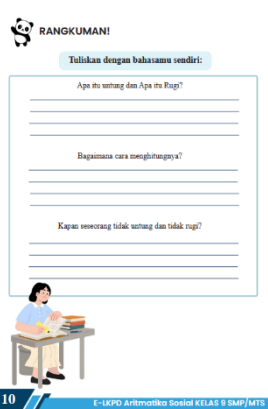 RANGKUMAN!
Tuliskan dengan bahasamu sendiri:
Apa itu untung dan Apa itu Rugi?
Bagaimana cara menghitungnya?
Kapan seseorang tidak untung dan tidak rugi?
10
E-LKPD Aritmatika Sosial KELAS 9 SMP/MTS